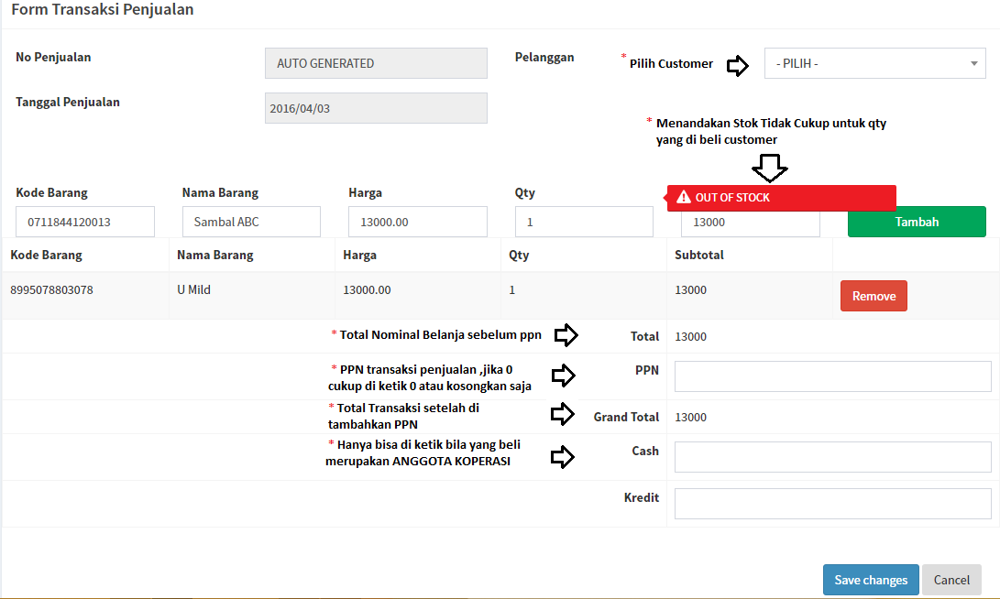 Form Transaksi Penjualan
No Penjualan
AUTO GENERATED
Pelanggan
* Pilih Customer
- PILIH -
Tanggal Penjualan
2016/04/03
* Menandakan Stok Tidak Cukup untuk qty
yang di beli customer
Kode Barang Nama Barang Harga Qty
OUT OF STOCK
0711844120013 Sambal ABC 13000.00 1 13000 Tambah
Kode Barang Nama Barang Harga Qty Subtotal
8995078803078 U Mild 13000.00 1 13000 Remove
* Total Nominal Belanja sebelum ppn
Total 13000
* PPN transaksi penjualan ,jika 0
cukup di ketik 0 atau kosongkan saja
PPN
* Total Transaksi setelah di
tambahkan PPN
Grand Total 13000
* Hanya bisa di ketik bila yang beli
merupakan ANGGOTA KOPERASI
Cash
Kredit
Save changes Cancel